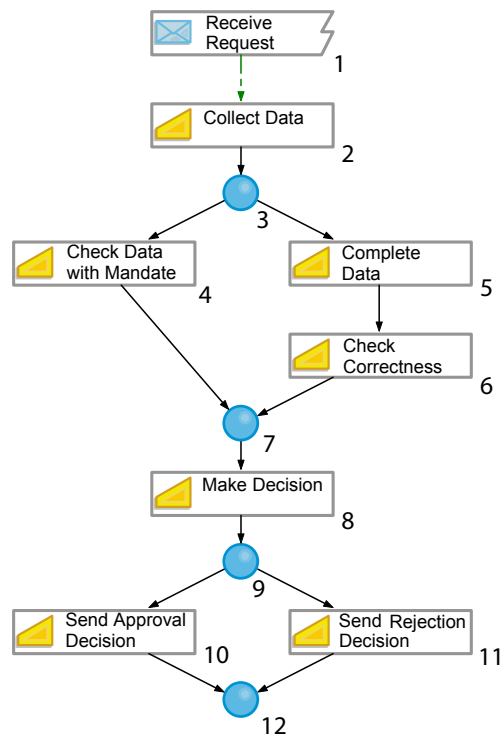 Receive
Request
1
Collect Data
2
3
Check Data
with Mandate
4
Complete
Data
5
Check
Correctness
6
7
Make Decision
8
9
Send Approval
Decision
10
Send Rejection
Decision
11
12